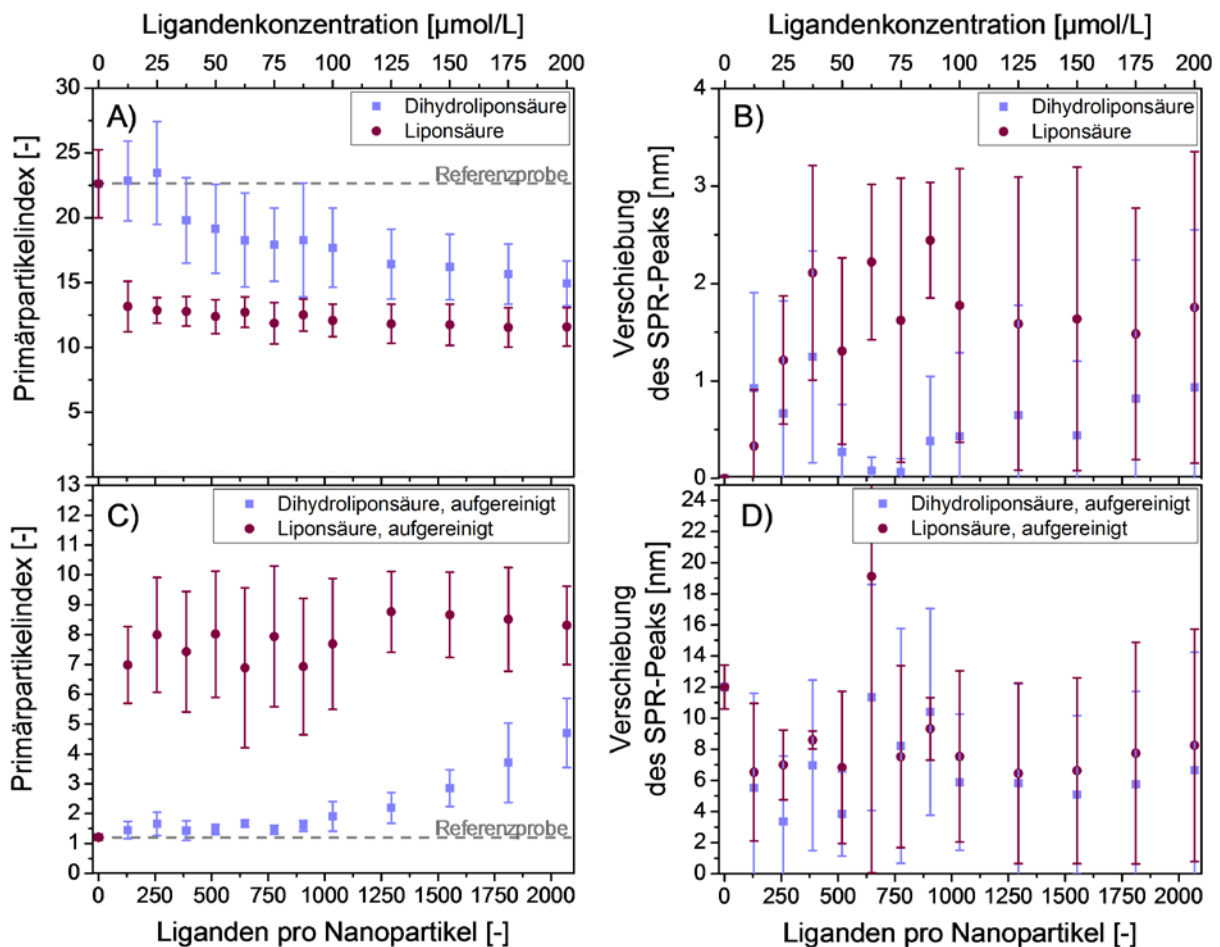 Ligandenkonzentration [µmol/L]
0 25 50 75 100 125 150 175 200
A)
Dihydroliponsäure
Liponsäure
Referenzprobe
Primärpartikelindex [-]
30
25
20
15
10
5
Ligandenkonzentration [µmol/L]
0 25 50 75 100 125 150 175 200
B)
Dihydroliponsäure
Liponsäure
Verschiebung
des SPR-Peaks [nm]
4
3
2
1
0
C)
Dihydroliponsäure, aufgereinigt
Liponsäure, aufgereinigt
Referenzprobe
Primärpartikelindex [-]
13
12
11
10
9
8
7
6
5
4
3
2
1
0
0 250 500 750 1000 1250 1500 1750 2000
Liganden pro Nanopartikel [-]
D)
Dihydroliponsäure, aufgereinigt
Liponsäure, aufgereinigt
Verschiebung
des SPR-Peaks [nm]
24
22
20
18
16
14
12
10
8
6
4
2
0
0 250 500 750 1000 1250 1500 1750 2000
Liganden pro Nanopartikel [-]